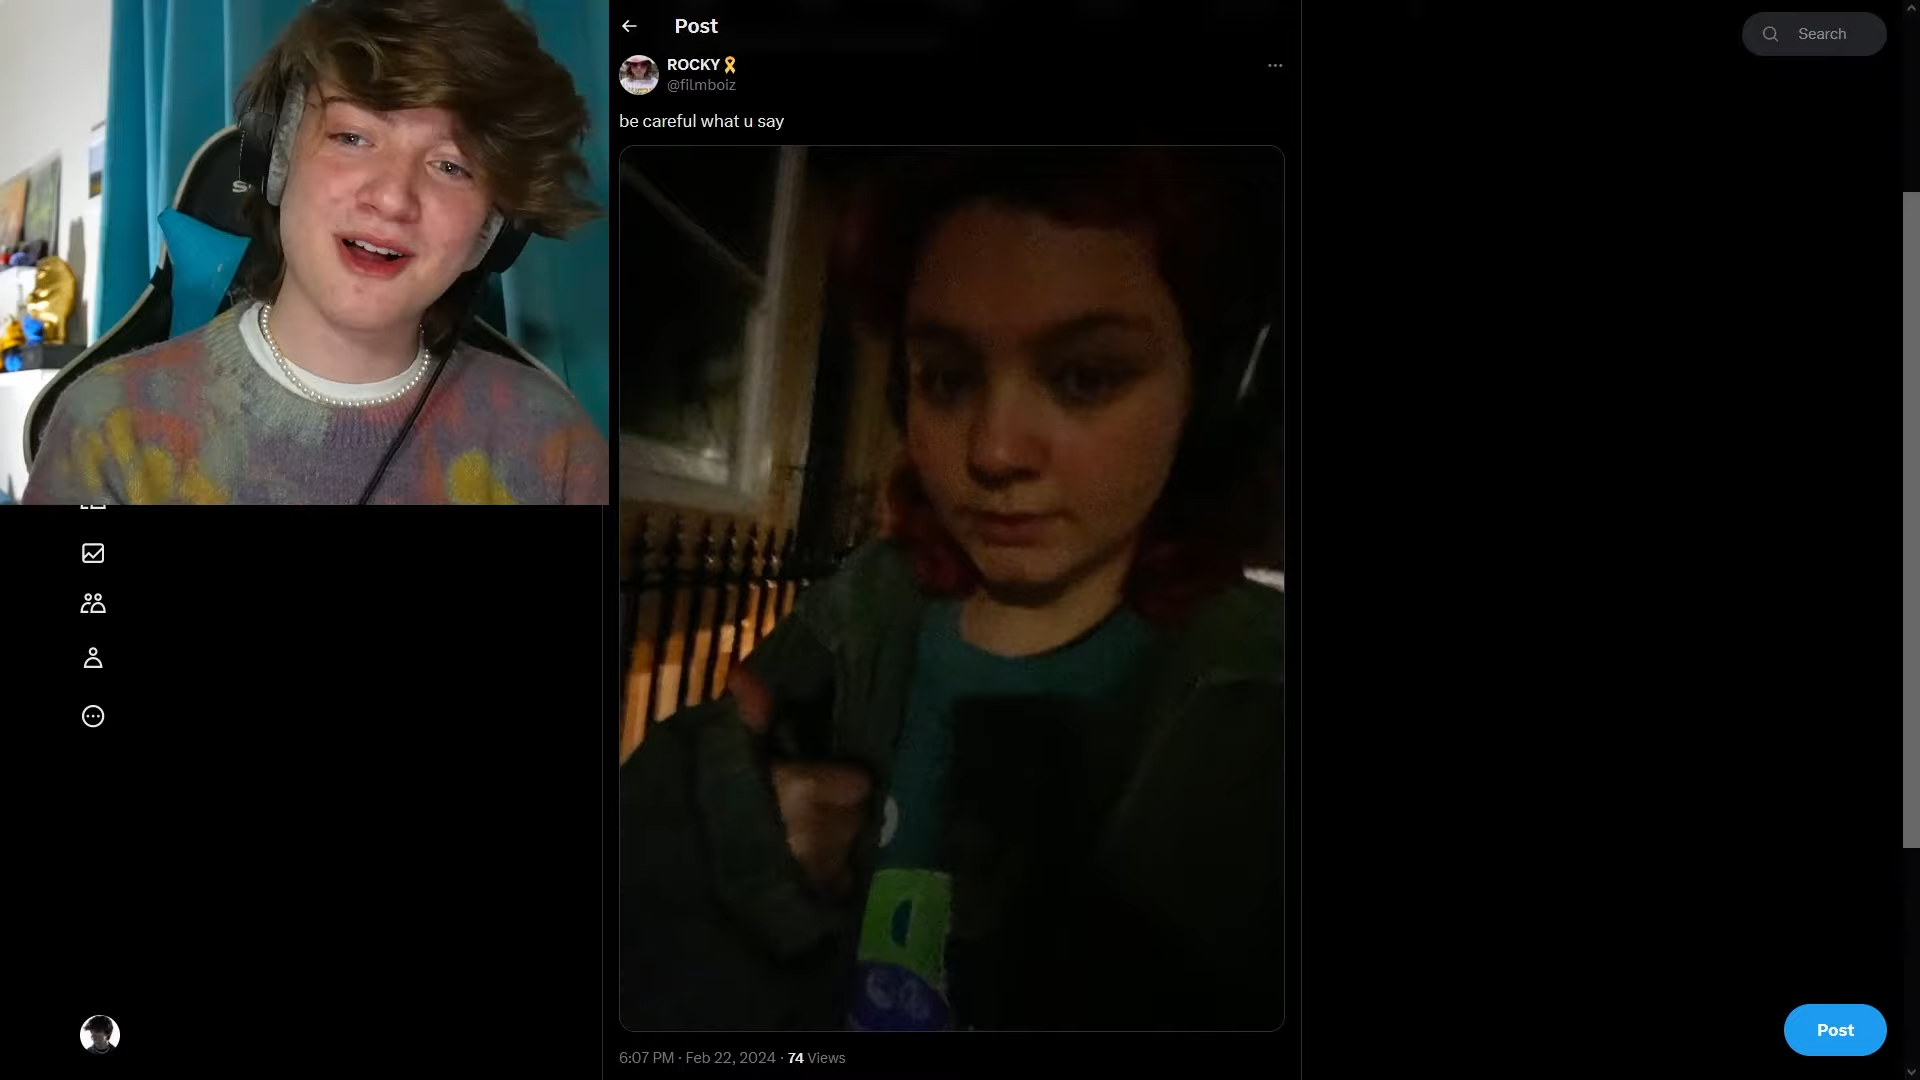 Post
Search
ROCKY🎗
@filmboiz
be careful what u say
6:07 PM · Feb 22, 2024 · 74 Views
Post